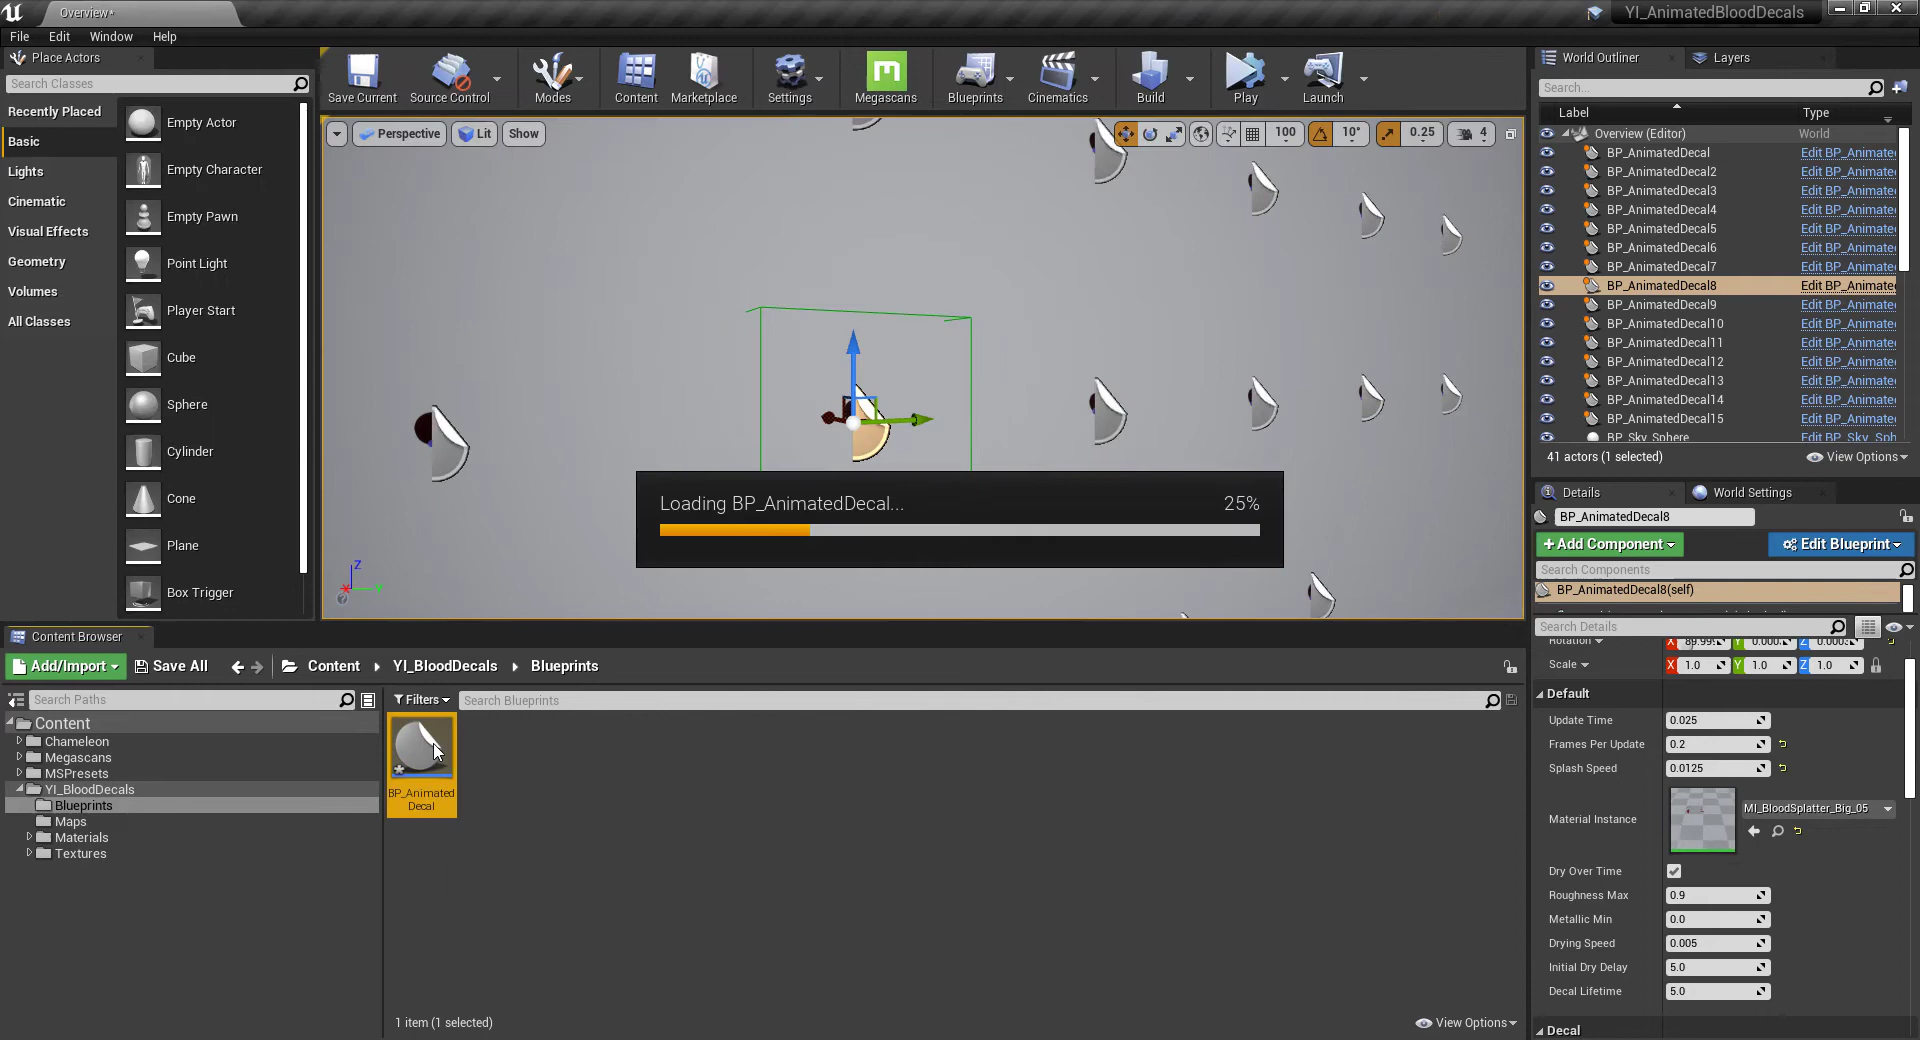 Overview*
YI_AnimatedBloodDecals
File Edit Window Help
Place Actors
Search Classes
Recently Placed
Basic
Lights
Cinematic
Visual Effects
Geometry
Volumes
All Classes
Empty Actor
Empty Character
Empty Pawn
Point Light
Player Start
Cube
Sphere
Cylinder
Cone
Plane
Box Trigger
Save Current Source Control Modes Content Marketplace Settings Megascans Blueprints Cinematics Build Play Launch
Perspective Lit Show
100 10° 0.25 4
Loading BP_AnimatedDecal... 25%
Z
Y
World Outliner Layers
Search...
Label Type
Overview (Editor) World
BP_AnimatedDecal Edit BP_Animate
BP_AnimatedDecal2 Edit BP_Animate
BP_AnimatedDecal3 Edit BP_Animate
BP_AnimatedDecal4 Edit BP_Animate
BP_AnimatedDecal5 Edit BP_Animate
BP_AnimatedDecal6 Edit BP_Animate
BP_AnimatedDecal7 Edit BP_Animate
BP_AnimatedDecal8 Edit BP_Animate
BP_AnimatedDecal9 Edit BP_Animate
BP_AnimatedDecal10 Edit BP_Animate
BP_AnimatedDecal11 Edit BP_Animate
BP_AnimatedDecal12 Edit BP_Animate
BP_AnimatedDecal13 Edit BP_Animate
BP_AnimatedDecal14 Edit BP_Animate
BP_AnimatedDecal15 Edit BP_Animate
BP_Sky_Sphere Edit BP_Sky_Sph
41 actors (1 selected) View Options
Details World Settings
BP_AnimatedDecal8
+Add Component Edit Blueprint
Search Components
BP_AnimatedDecal8(self)
Search Details
Rotation X Y Z
Scale X 1.0 Y 1.0 Z 1.0
Default
Update Time 0.025
Frames Per Update 0.2
Splash Speed 0.0125
Material Instance MI_BloodSplatter_Big_05
Dry Over Time
Roughness Max 0.9
Metallic Min 0.0
Drying Speed 0.005
Initial Dry Delay 5.0
Decal Lifetime 5.0
Decal
Content Browser
Add/Import Save All Content YI_BloodDecals Blueprints
Search Paths
Content
Chameleon
Megascans
MSPresets
YI_BloodDecals
Blueprints
Maps
Materials
Textures
Filters Search Blueprints
BP_Animated
Decal
1 item (1 selected) View Options